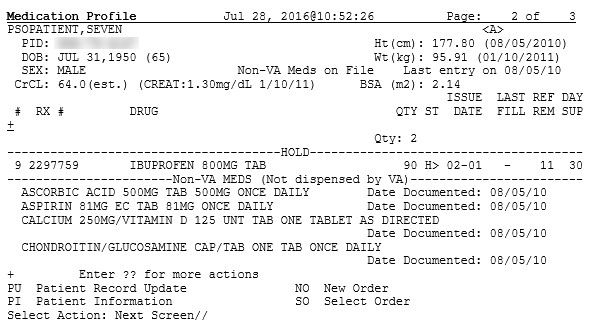 Medication Profile Jul 28, 2016@10:52:26 Page: 2 of 3
PSOPATIENT,SEVEN <A>
PID: Ht(cm): 177.80 (08/05/2010)
DOB: JUL 31,1950 (65) Wt(kg): 95.91 (01/10/2011)
SEX: MALE Non-VA Meds on File Last entry on 08/05/10
CrCL: 64.0(est.) (CREAT:1.30mg/dL 1/10/11) BSA (m2): 2.14
ISSUE LAST REF DAY
# RX # DRUG QTY ST DATE FILL REM SUP
+
Qty: 2
-------------------------------------HOLD-------------------------------------
9 2297759 IBUPROFEN 800MG TAB 90 H> 02-01 - 11 30
----------------------Non-VA MEDS (Not dispensed by VA)-----------------------
ASCORBIC ACID 500MG TAB 500MG ONCE DAILY Date Documented: 08/05/10
ASPIRIN 81MG EC TAB 81MG ONCE DAILY Date Documented: 08/05/10
CALCIUM 250MG/VITAMIN D 125 UNT TAB ONE TABLET AS DIRECTED
Date Documented: 08/05/10
CHONDROITIN/GLUCOSAMINE CAP/TAB ONE TAB ONCE DAILY
Date Documented: 08/05/10
+ Enter ?? for more actions
PU Patient Record Update NO New Order
PI Patient Information SO Select Order
Select Action: Next Screen//